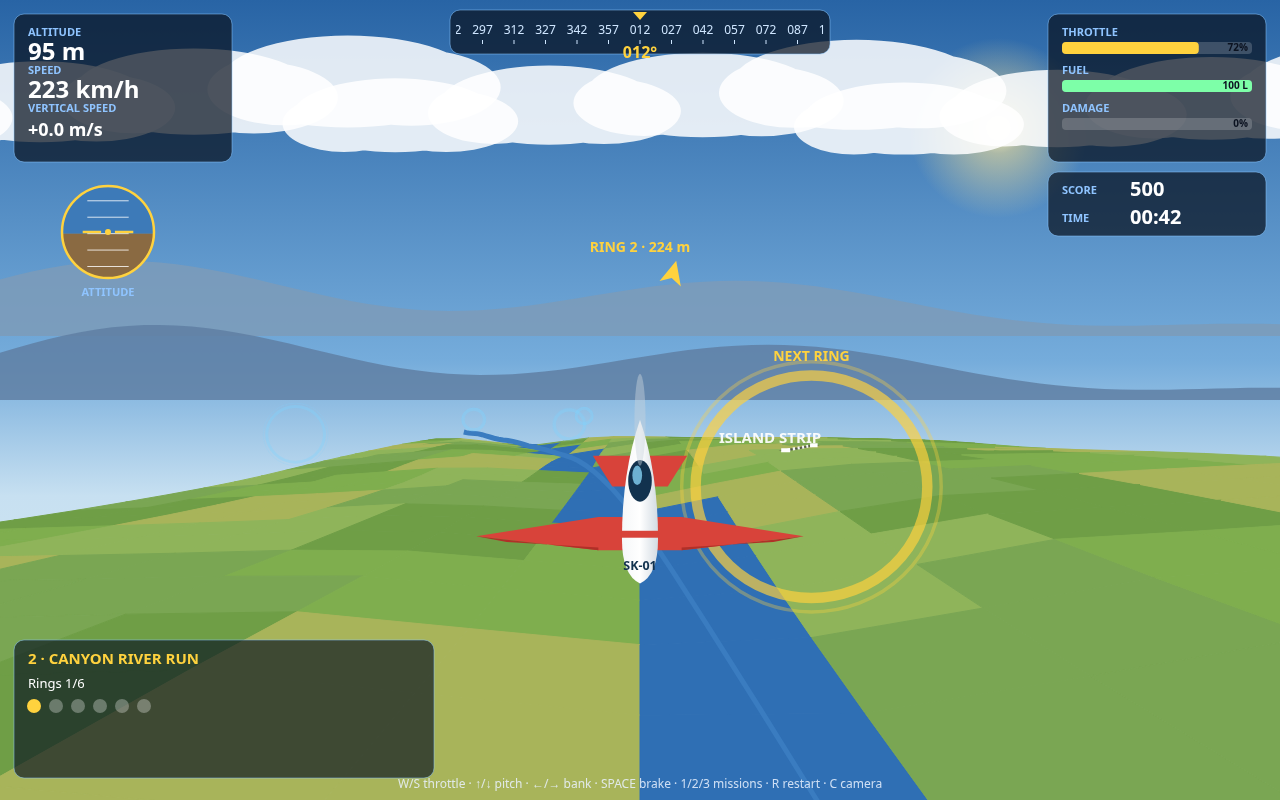 ALTITUDE
95 m
SPEED
223 km/h
VERTICAL SPEED
+0.0 m/s
2 297 312 327 342 357 012 027 042 057 072 087 1
012°
THROTTLE
72%
FUEL
100 L
DAMAGE
0%
SCORE 500
TIME 00:42
ATTITUDE
RING 2 · 224 m
NEXT RING
ISLAND STRIP
SK-01
2 · CANYON RIVER RUN
Rings 1/6
W/S throttle · ↑/↓ pitch · ←/→ bank · SPACE brake · 1/2/3 missions · R restart · C camera